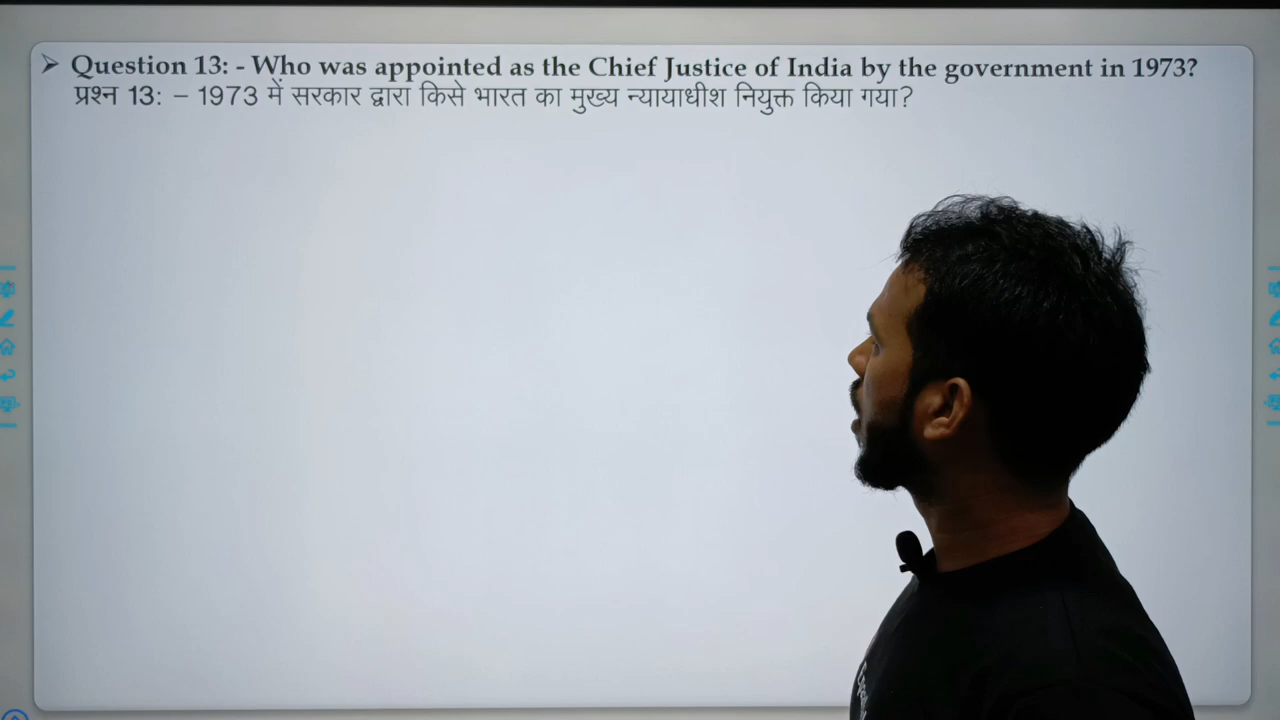 ➢ Question 13: - Who was appointed as the Chief Justice of India by the government in 1973?
प्रश्न 13: – 1973 में सरकार द्वारा किसे भारत का मुख्य न्यायाधीश नियुक्त किया गया?